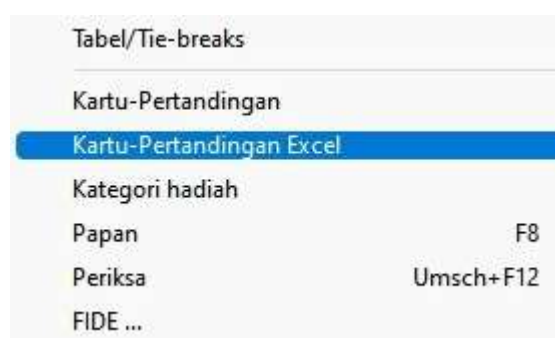 Tabel/Tie-breaks
Kartu-Pertandingan
Kartu-Pertandingan Excel
Kategori hadiah
Papan F8
Periksa Umsch+F12
FIDE ...